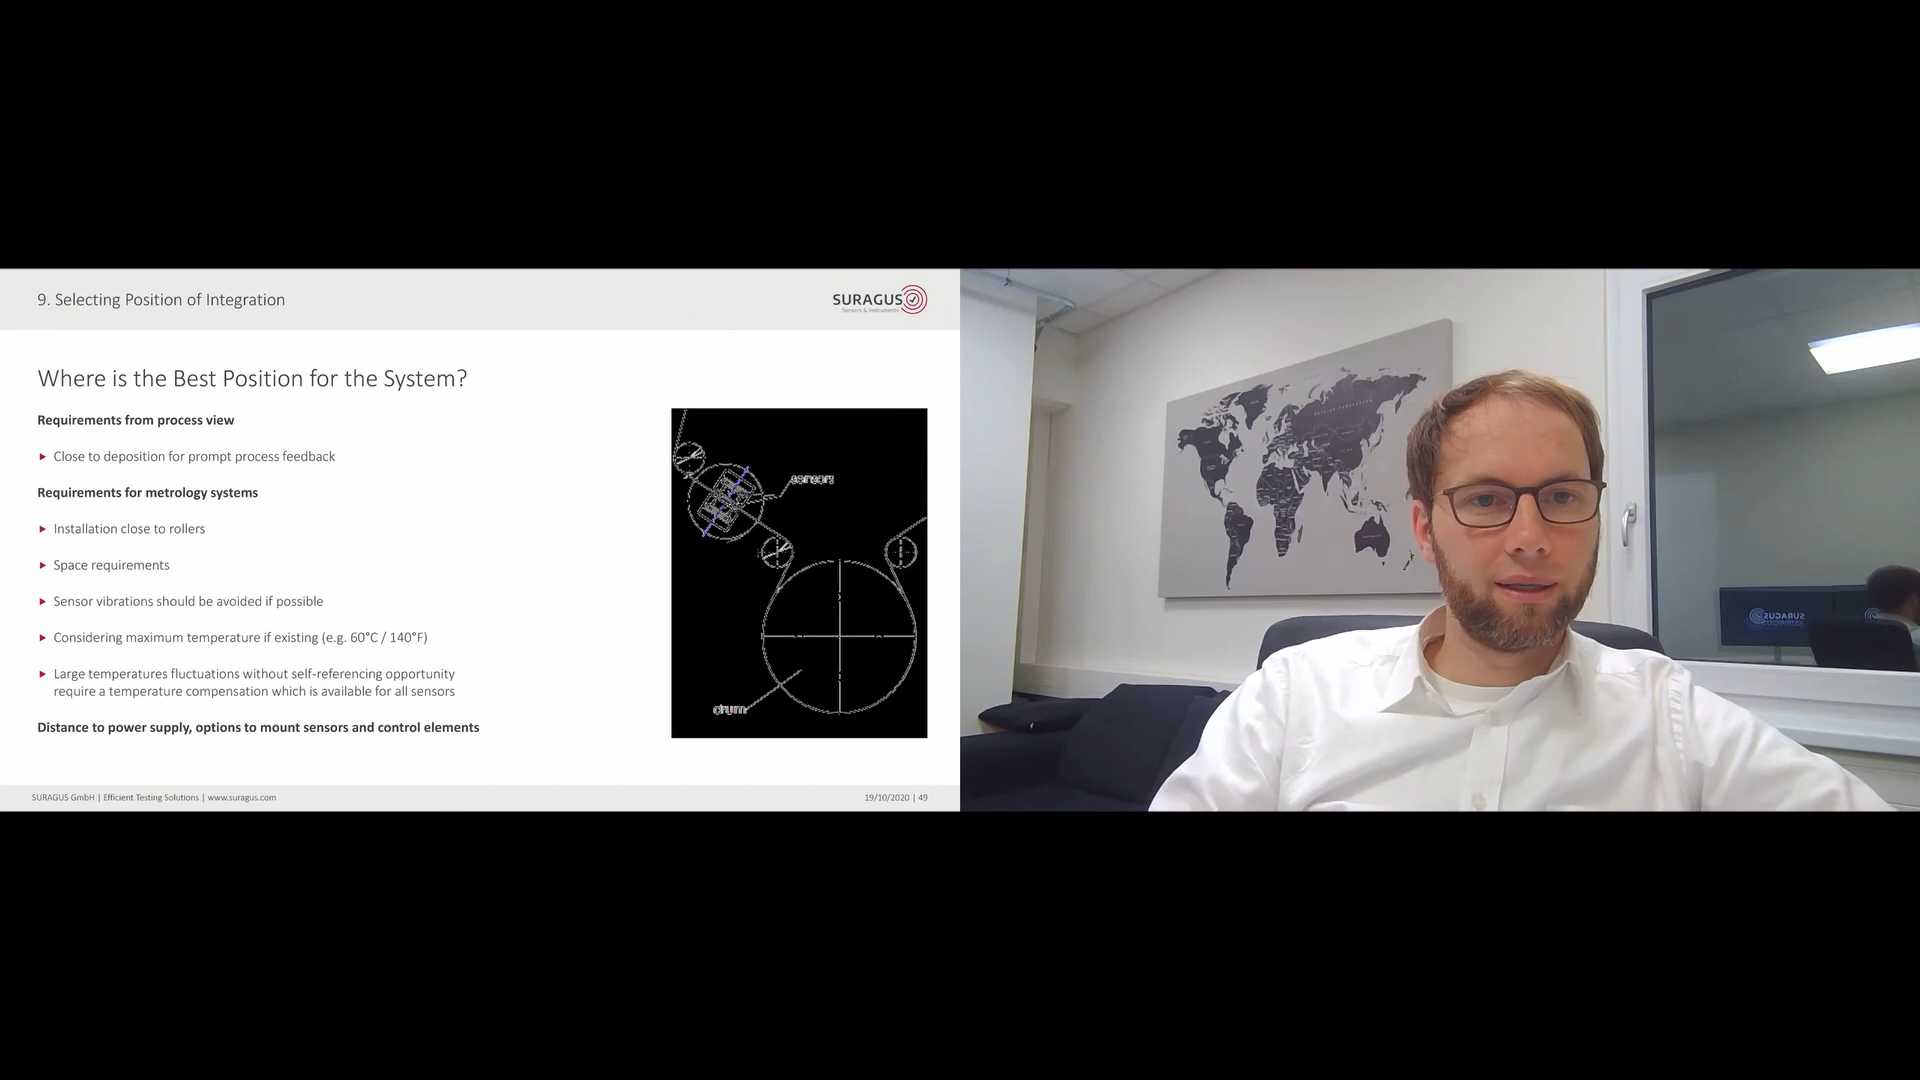 9. Selecting Position of Integration
SURAGUS
Sensors & Instruments
Where is the Best Position for the System?
Requirements from process view
Close to deposition for prompt process feedback
Requirements for metrology systems
Installation close to rollers
Space requirements
Sensor vibrations should be avoided if possible
Considering maximum temperature if existing (e.g. 60°C / 140°F)
Large temperatures fluctuations without self-referencing opportunity
require a temperature compensation which is available for all sensors
Distance to power supply, options to mount sensors and control elements
sensors
drum
SURAGUS GmbH | Efficient Testing Solutions | www.suragus.com
19/10/2020 | 49
SURAGUS